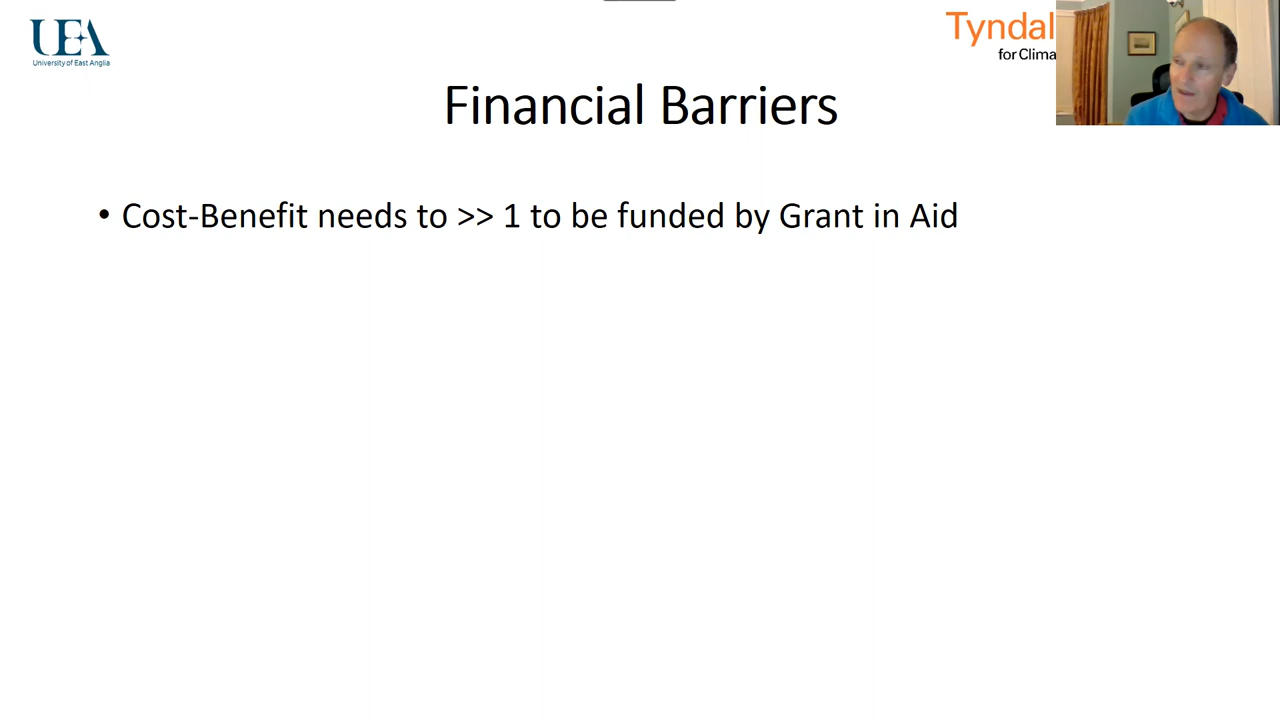 UEA
University of East Anglia
Tyndal
for Clima
Financial Barriers
• Cost-Benefit needs to >> 1 to be funded by Grant in Aid